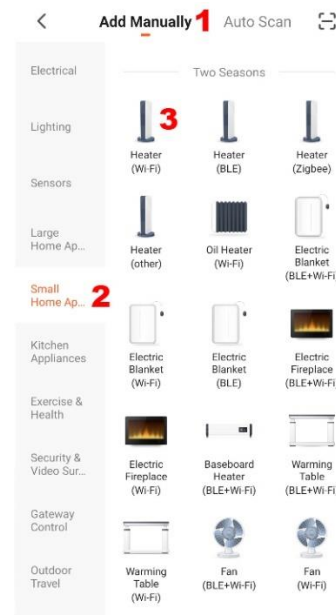 Add Manually 1 Auto Scan
Electrical
Lighting
Sensors
Large
Home Ap...
Small
Home Ap... 2
Kitchen
Appliances
Exercise &
Health
Security &
Video Sur...
Gateway
Control
Outdoor
Travel
Two Seasons
3
Heater
(Wi-Fi)
Heater
(BLE)
Heater
(Zigbee)
Heater
(other)
Oil Heater
(Wi-Fi)
Electric
Blanket
(BLE+Wi-Fi
Electric
Blanket
(Wi-Fi)
Electric
Blanket
(BLE)
Electric
Fireplace
(BLE+Wi-Fi
Electric
Fireplace
(Wi-Fi)
Baseboard
Heater
(BLE+Wi-Fi)
Warming
Table
(BLE+Wi-Fi
Warming
Table
(Wi-Fi)
Fan
(BLE+Wi-Fi)
Fan
(Wi-Fi)